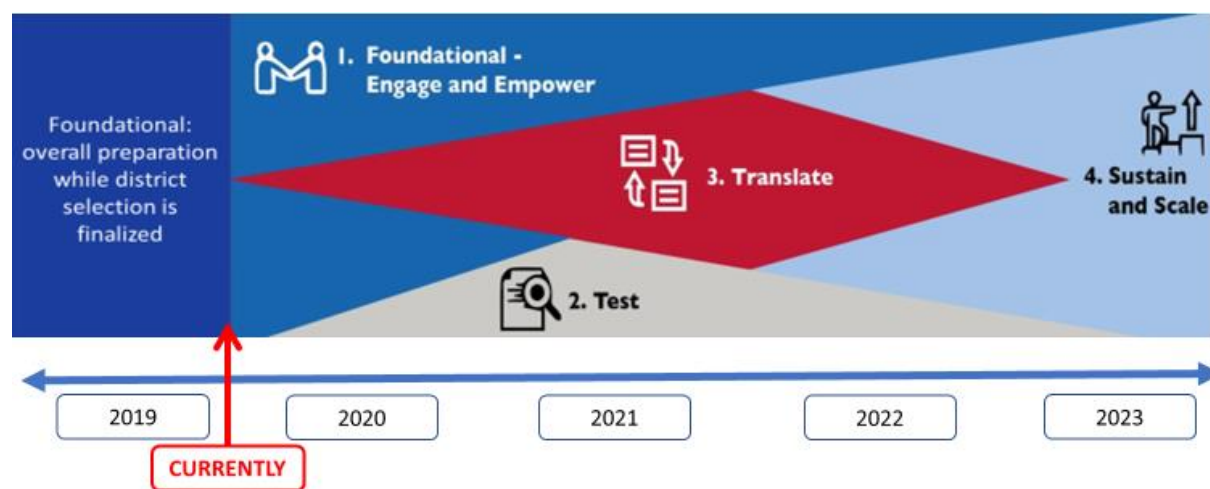 Foundational:
overall preparation
while district
selection is
finalized
1. Foundational -
Engage and Empower
3. Translate
4. Sustain
and Scale
2. Test
2019
2020
2021
2022
2023
CURRENTLY